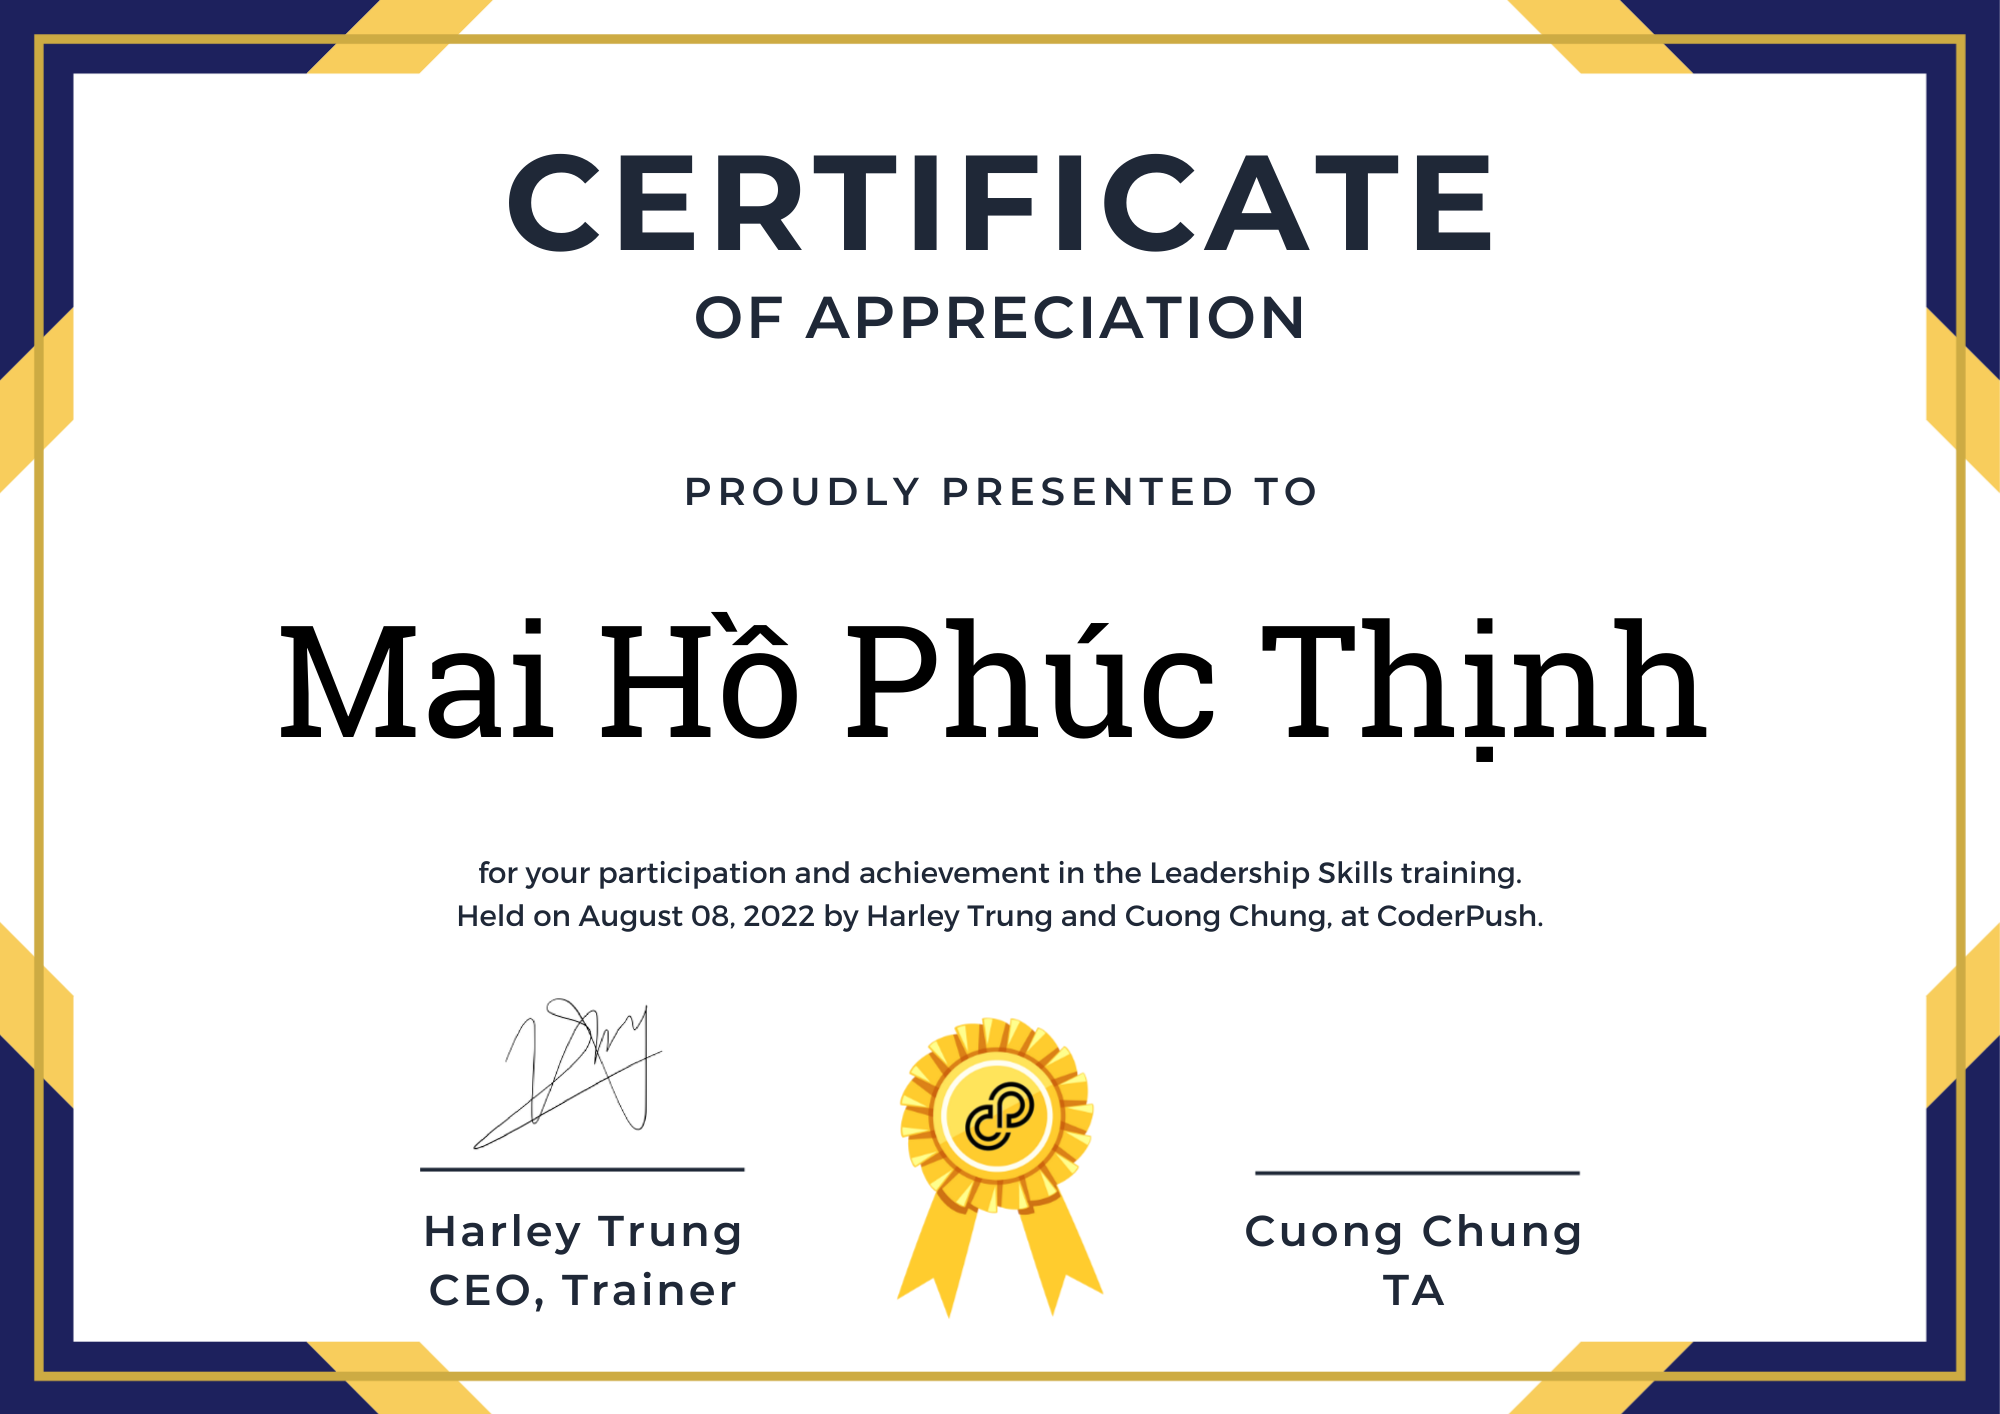 CERTIFICATE
OF APPRECIATION
PROUDLY PRESENTED TO
Mai Hồ Phúc Thịnh
for your participation and achievement in the Leadership Skills training.
Held on August 08, 2022 by Harley Trung and Cuong Chung, at CoderPush.
Harley Trung
CEO, Trainer
Cuong Chung
TA